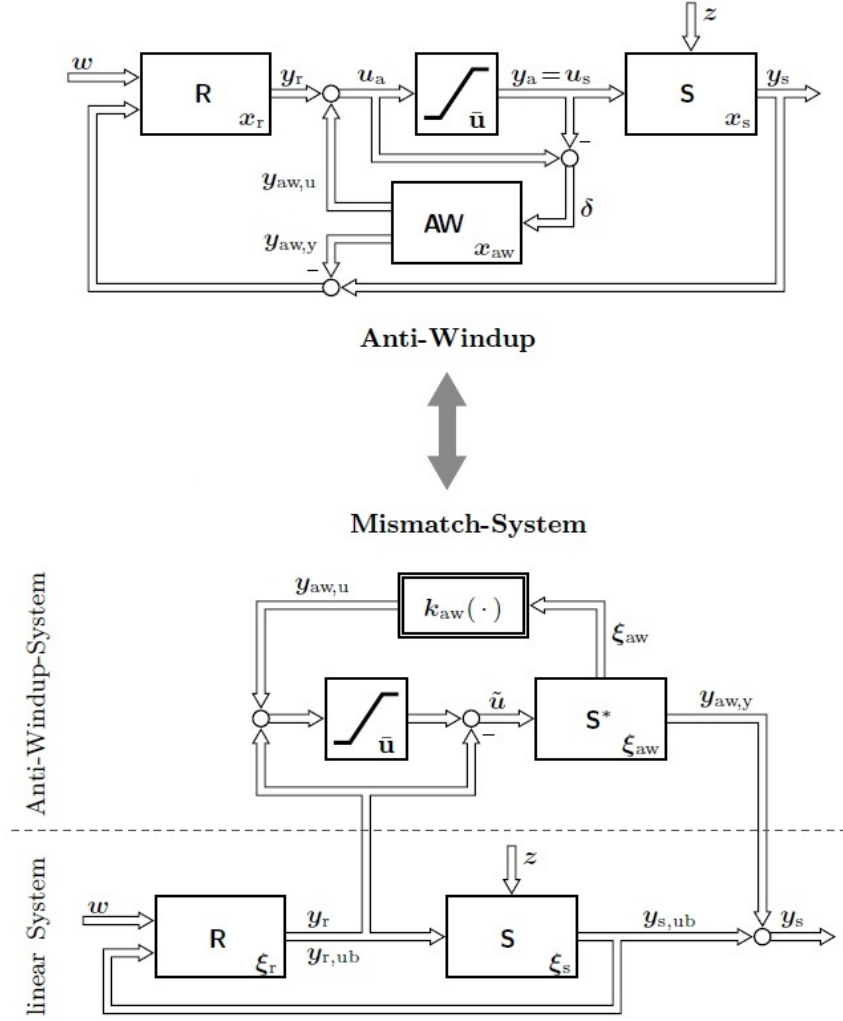 z
w
R
x_r
y_r
u_a
ū
y_a = u_s
S
x_s
y_s
–
y_aw,u
AW
x_aw
δ
y_aw,y
–
Anti-Windup
Mismatch-System
Anti-Windup-System
y_aw,u
k_aw(·)
ξ_aw
ū
ũ
–
S*
ξ_aw
y_aw,y
linear System
z
w
R
ξ_r
y_r
y_r,ub
S
ξ_s
y_s,ub
y_s